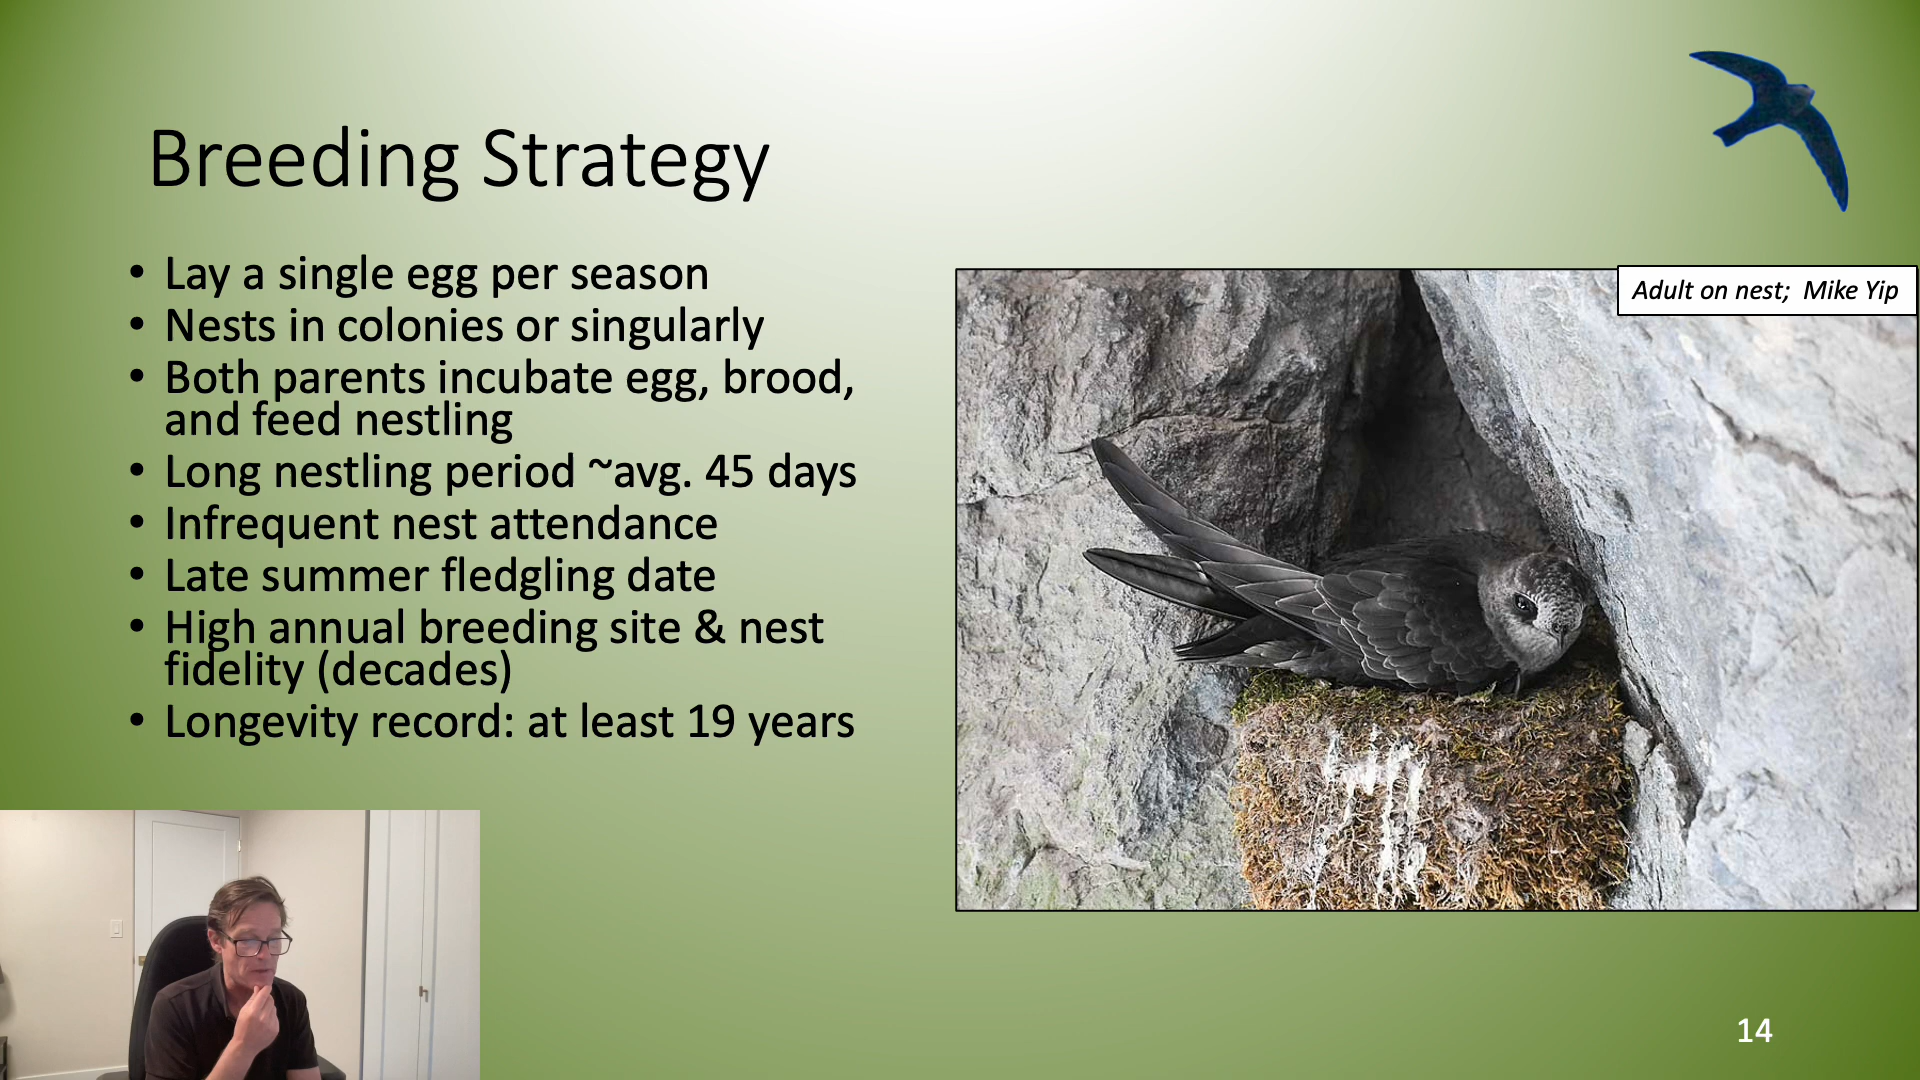 Breeding Strategy
• Lay a single egg per season
• Nests in colonies or singularly
• Both parents incubate egg, brood,
and feed nestling
• Long nestling period ~avg. 45 days
• Infrequent nest attendance
• Late summer fledgling date
• High annual breeding site & nest
fidelity (decades)
• Longevity record: at least 19 years
Adult on nest;  Mike Yip
14